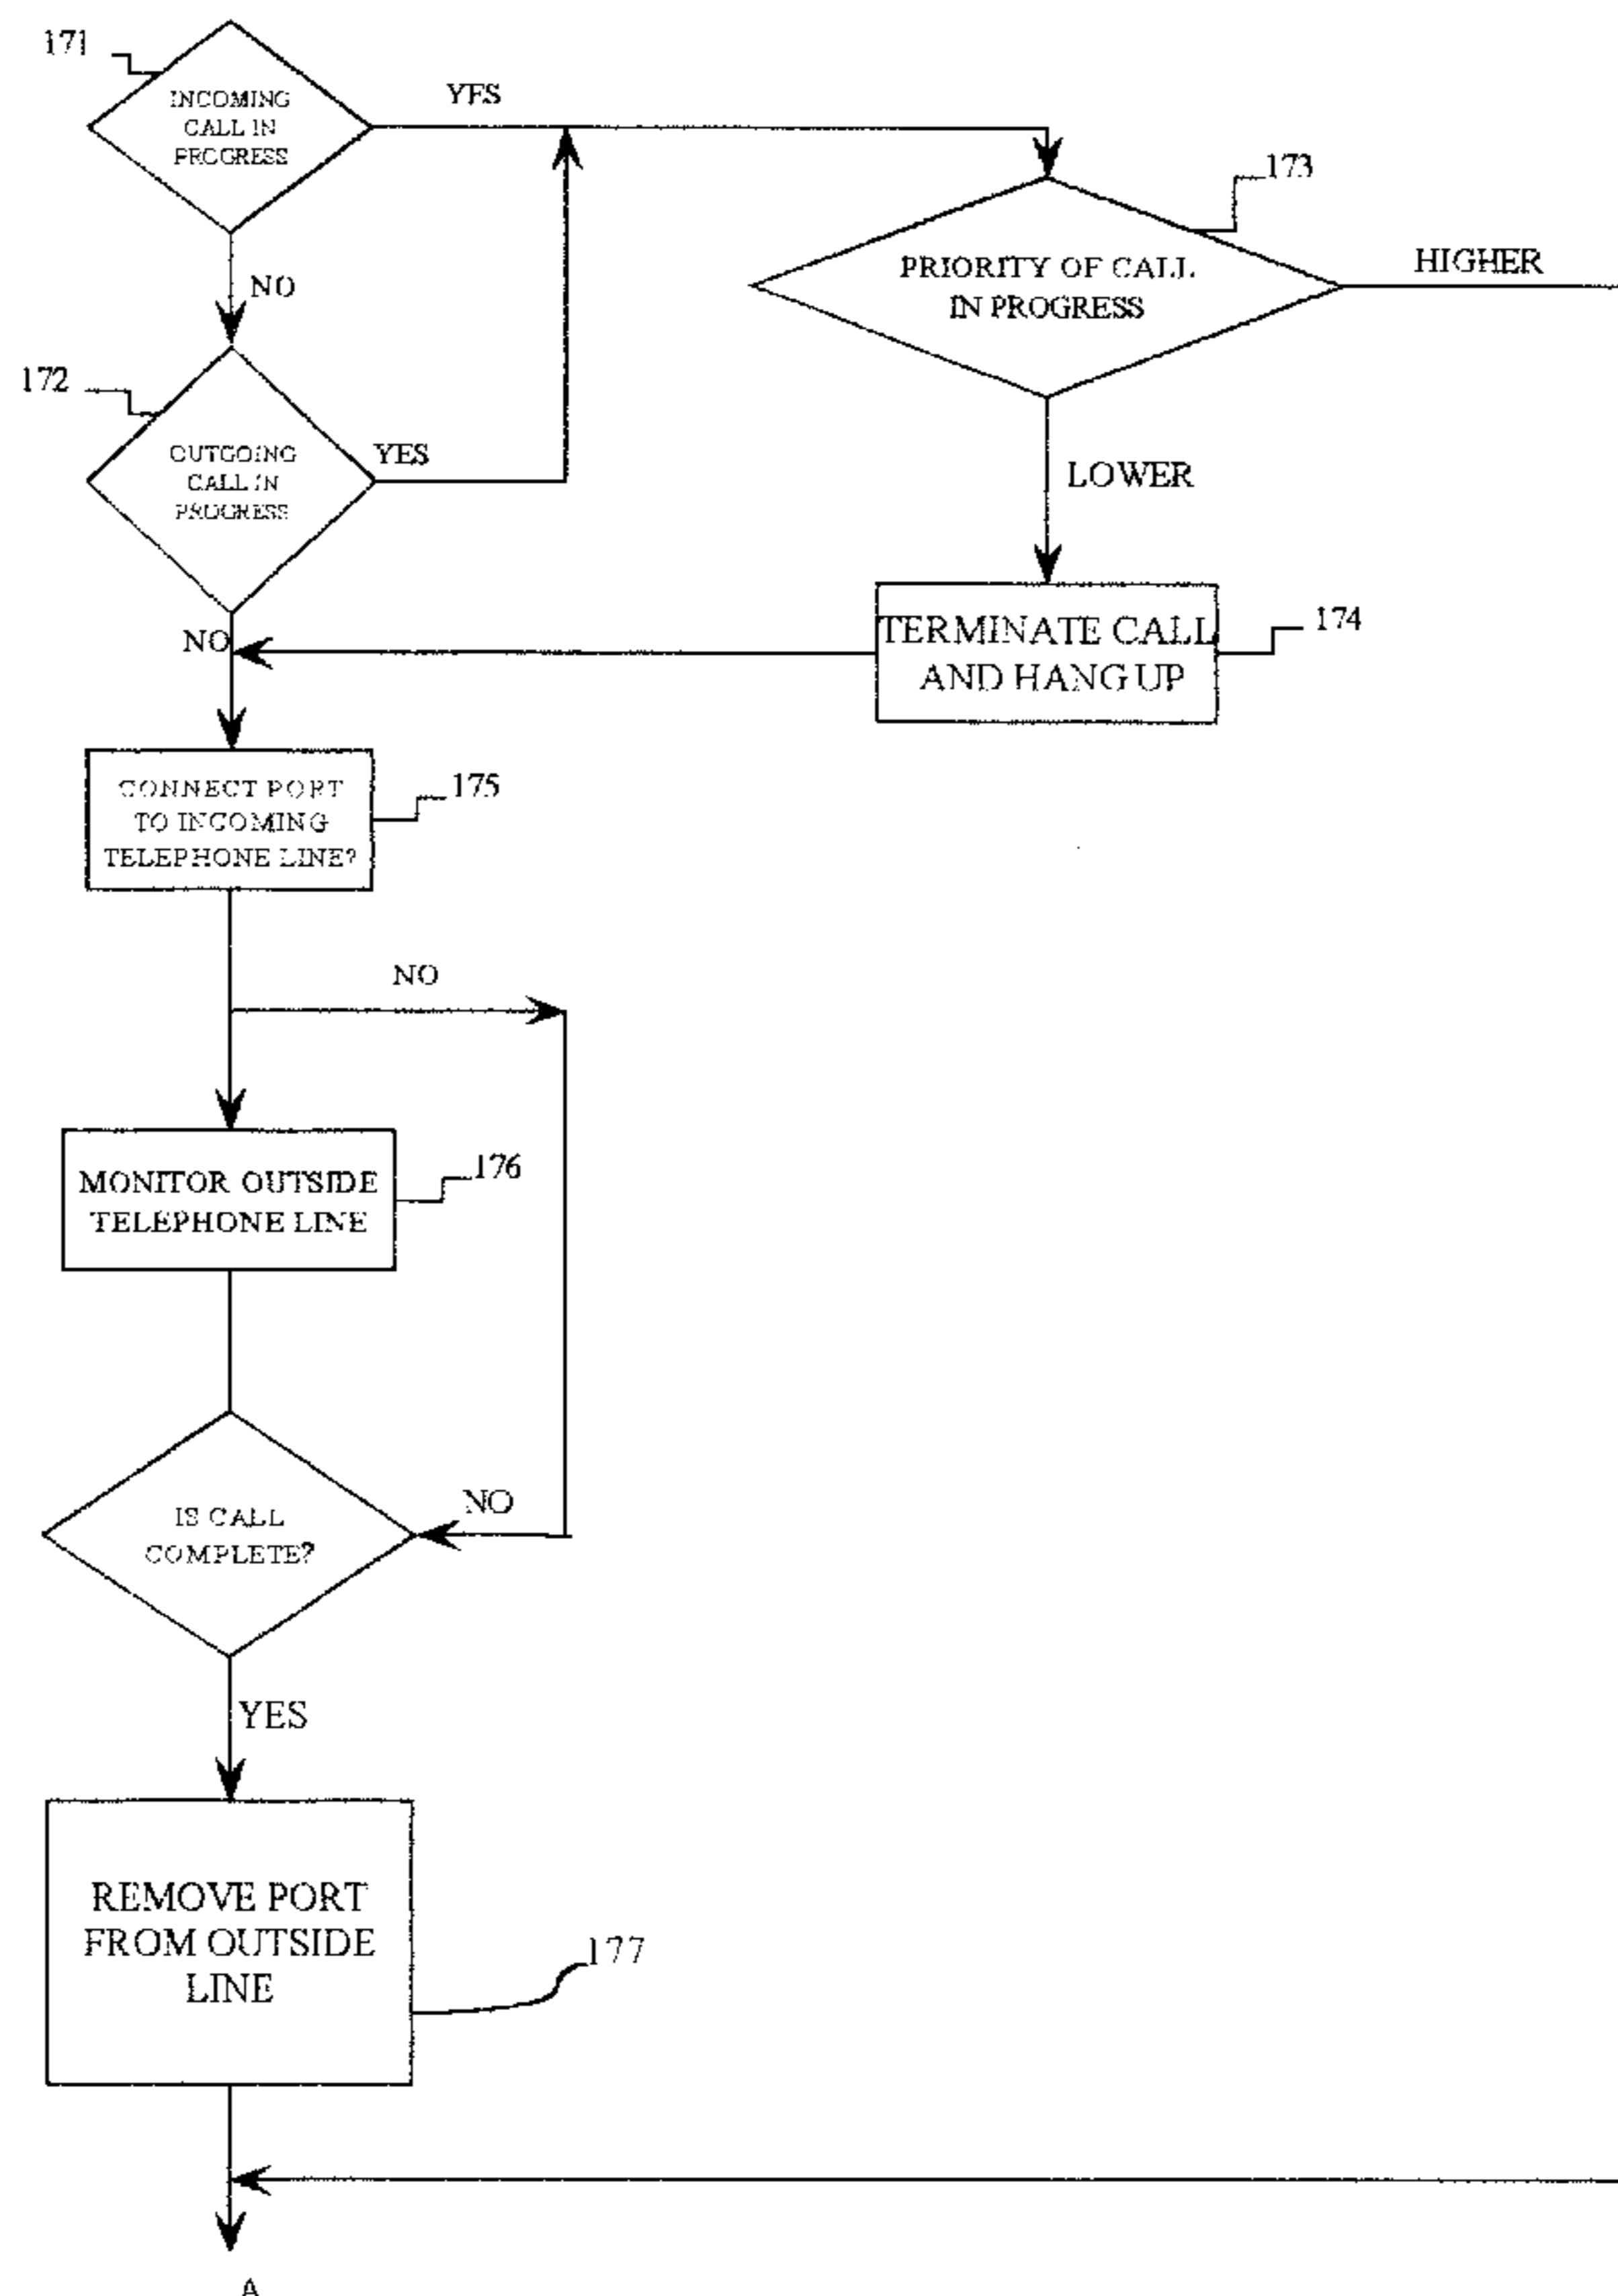 171
INCOMING
CALL IN
PROGRESS
YES
NO
173
PRIORITY OF CALL
IN PROGRESS
HIGHER
LOWER
172
OUTGOING
CALL IN
PROGRESS
YES
NO
TERMINATE CALL
AND HANG UP
174
CONNECT PORT
TO INCOMING
TELEPHONE LINE?
175
NO
MONITOR OUTSIDE
TELEPHONE LINE
176
IS CALL
COMPLETE?
NO
YES
REMOVE PORT
FROM OUTSIDE
LINE
177
A